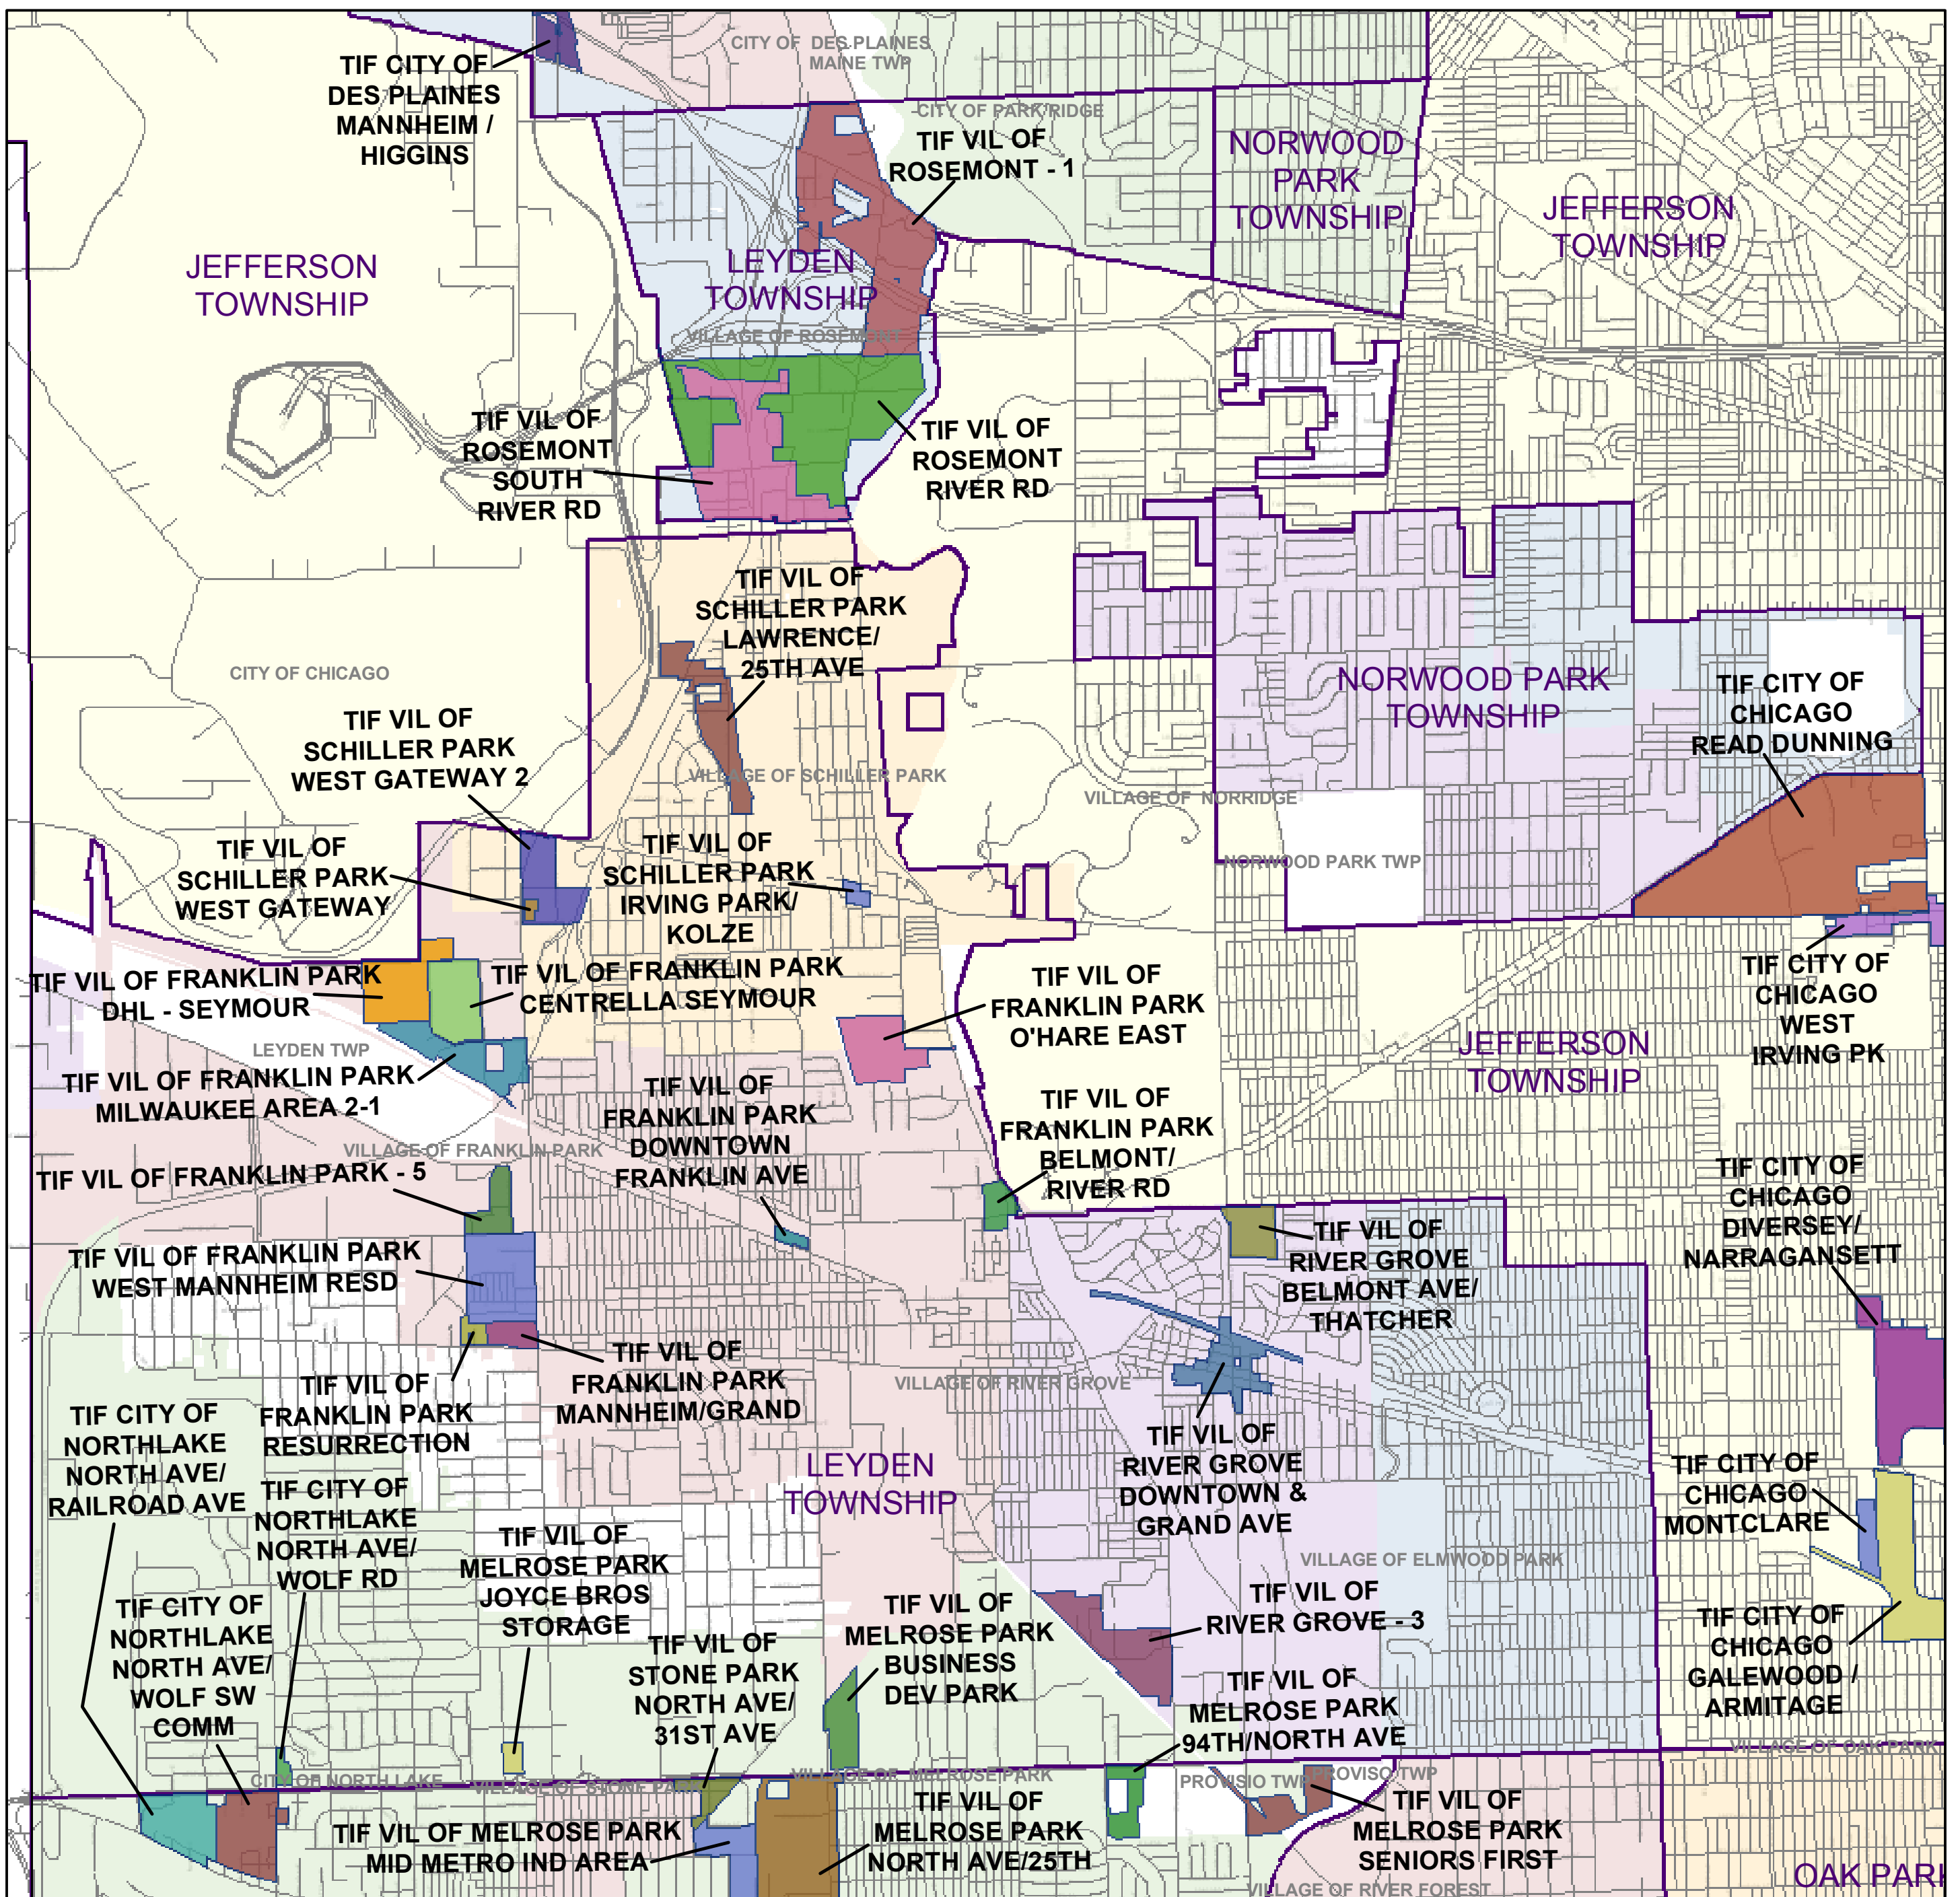 CITY OF DES PLAINES
MAINE TWP
TIF CITY OF
DES PLAINES
MANNHEIM /
HIGGINS
CITY OF PARK RIDGE
TIF VIL OF
ROSEMONT - 1
NORWOOD
PARK
TOWNSHIP
JEFFERSON
TOWNSHIP
JEFFERSON
TOWNSHIP
LEYDEN
TOWNSHIP
VILLAGE OF ROSEMONT
TIF VIL OF
ROSEMONT
SOUTH
RIVER RD
TIF VIL OF
ROSEMONT
RIVER RD
TIF VIL OF
SCHILLER PARK
LAWRENCE/
25TH AVE
CITY OF CHICAGO
NORWOOD PARK
TOWNSHIP
TIF CITY OF
CHICAGO
READ DUNNING
TIF VIL OF
SCHILLER PARK
WEST GATEWAY 2
VILLAGE OF SCHILLER PARK
VILLAGE OF NORRIDGE
TIF VIL OF
SCHILLER PARK
WEST GATEWAY
TIF VIL OF
SCHILLER PARK
IRVING PARK/
KOLZE
NORWOOD PARK TWP
TIF VIL OF FRANKLIN PARK
DHL - SEYMOUR
TIF VIL OF FRANKLIN PARK
CENTRELLA SEYMOUR
TIF VIL OF
FRANKLIN PARK
O'HARE EAST
TIF CITY OF
CHICAGO
WEST
IRVING PK
JEFFERSON
TOWNSHIP
LEYDEN TWP
TIF VIL OF FRANKLIN PARK
MILWAUKEE AREA 2-1
TIF VIL OF
FRANKLIN PARK
DOWNTOWN
FRANKLIN AVE
TIF VIL OF
FRANKLIN PARK
BELMONT/
RIVER RD
VILLAGE OF FRANKLIN PARK
TIF VIL OF FRANKLIN PARK - 5
TIF CITY OF
CHICAGO
DIVERSEY/
NARRAGANSETT
TIF VIL OF FRANKLIN PARK
WEST MANNHEIM RESD
TIF VIL OF
RIVER GROVE
BELMONT AVE/
THATCHER
TIF VIL OF
FRANKLIN PARK
MANNHEIM/GRAND
TIF VIL OF
FRANKLIN PARK
RESURRECTION
VILLAGE OF RIVER GROVE
TIF CITY OF
NORTHLAKE
NORTH AVE/
RAILROAD AVE
TIF VIL OF
RIVER GROVE
DOWNTOWN &
GRAND AVE
LEYDEN
TOWNSHIP
TIF CITY OF
CHICAGO
MONTCLARE
TIF CITY OF
NORTHLAKE
NORTH AVE/
WOLF RD
TIF VIL OF
MELROSE PARK
JOYCE BROS
STORAGE
VILLAGE OF ELMWOOD PARK
TIF CITY OF
NORTHLAKE
NORTH AVE/
WOLF SW
COMM
TIF VIL OF
STONE PARK
NORTH AVE/
31ST AVE
TIF VIL OF
MELROSE PARK
BUSINESS
DEV PARK
TIF VIL OF
RIVER GROVE - 3
TIF CITY OF
CHICAGO
GALEWOOD /
ARMITAGE
TIF VIL OF
MELROSE PARK
94TH/NORTH AVE
VILLAGE OF OAK PARK
CITY OF NORTH LAKE
VILLAGE OF STONE PARK
VILLAGE OF MELROSE PARK
PROVISIO TWP
PROVISO TWP
TIF VIL OF MELROSE PARK
MID METRO IND AREA
TIF VIL OF
MELROSE PARK
NORTH AVE/25TH
TIF VIL OF
MELROSE PARK
SENIORS FIRST
VILLAGE OF RIVER FOREST
OAK PARK